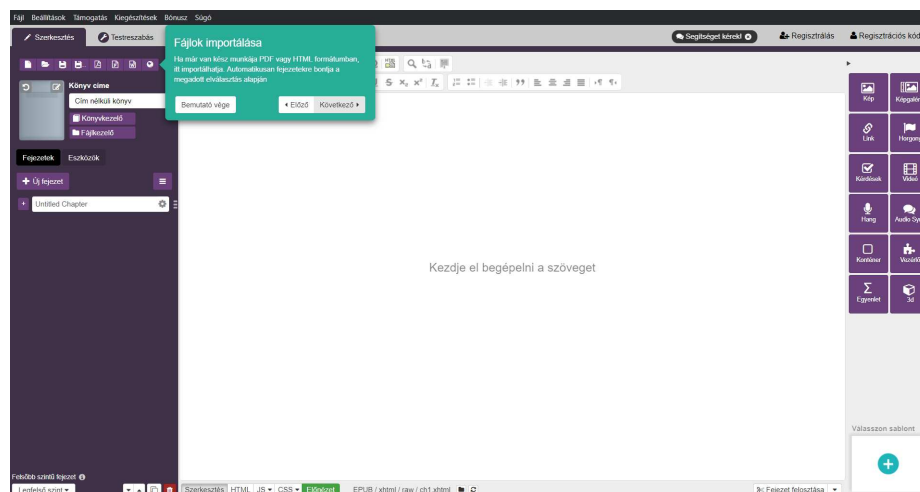 Fájl Beállítások Támogatás Kiegészítések Bónusz Súgó
Szerkesztés Testreszabás
Segítséget kérek! Regisztrálás Regisztrációs kód
Fájlok importálása
Ha már van kész munkája PDF vagy HTML formátumban,
itt importálhatja. Automatikusan fejezetekre bontja a
megadott elválasztás alapján
Bemutató vége Előző Következő
Könyv címe
Cím nélküli könyv
Könyvkezelő
Fájlkezelő
Fejezetek Eszközök
Új fejezet
Untitled Chapter
Kezdje el begépelni a szöveget
Kép Képgalér
Link Horgony
Kérdések Videó
Hang Audio Syn
Konténer Vezérlő
Egyenlet 3d
Válasszon sablont
Felsőbb szintű fejezet
Legfelső szint
Szerkesztés HTML JS CSS Előnézet EPUB / xhtml / raw / ch1.xhtml
Fejezet felosztása